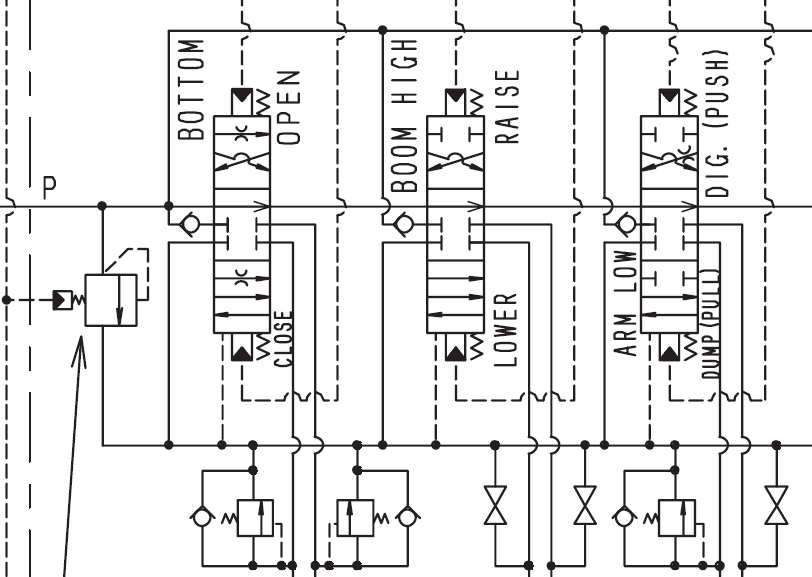 P
BOTTOM
OPEN
CLOSE
BOOM HIGH
RAISE
LOWER
ARM LOW
DIG. (PUSH)
DUMP(PULL)